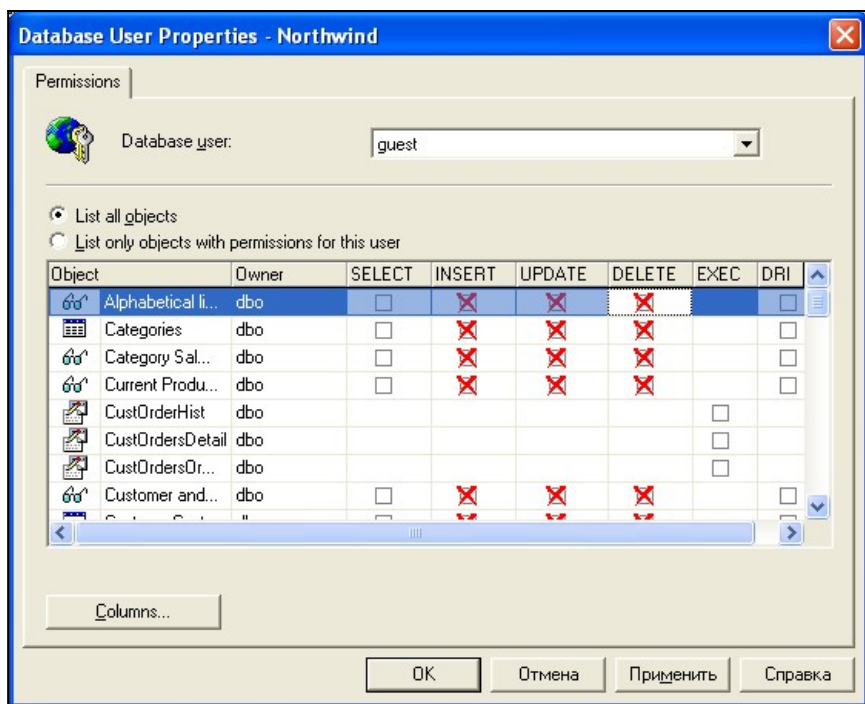 Database User Properties - Northwind
Permissions
Database user: guest
List all objects
List only objects with permissions for this user
Object Owner SELECT INSERT UPDATE DELETE EXEC DRI
Alphabetical li... dbo
Categories dbo
Category Sal... dbo
Current Produ... dbo
CustOrderHist dbo
CustOrdersDetail dbo
CustOrdersOr... dbo
Customer and... dbo
Columns...
OK Отмена Применить Справка